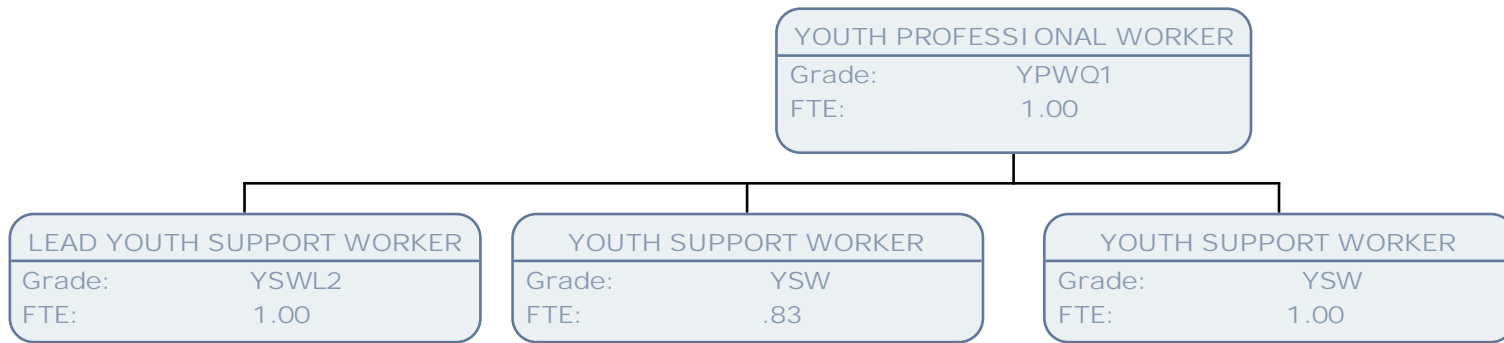 YOUTH PROFESSIONAL WORKER
Grade: YPWQ1
FTE: 1.00
LEAD YOUTH SUPPORT WORKER
Grade: YSWL2
FTE: 1.00
YOUTH SUPPORT WORKER
Grade: YSW
FTE: .83
YOUTH SUPPORT WORKER
Grade: YSW
FTE: 1.00